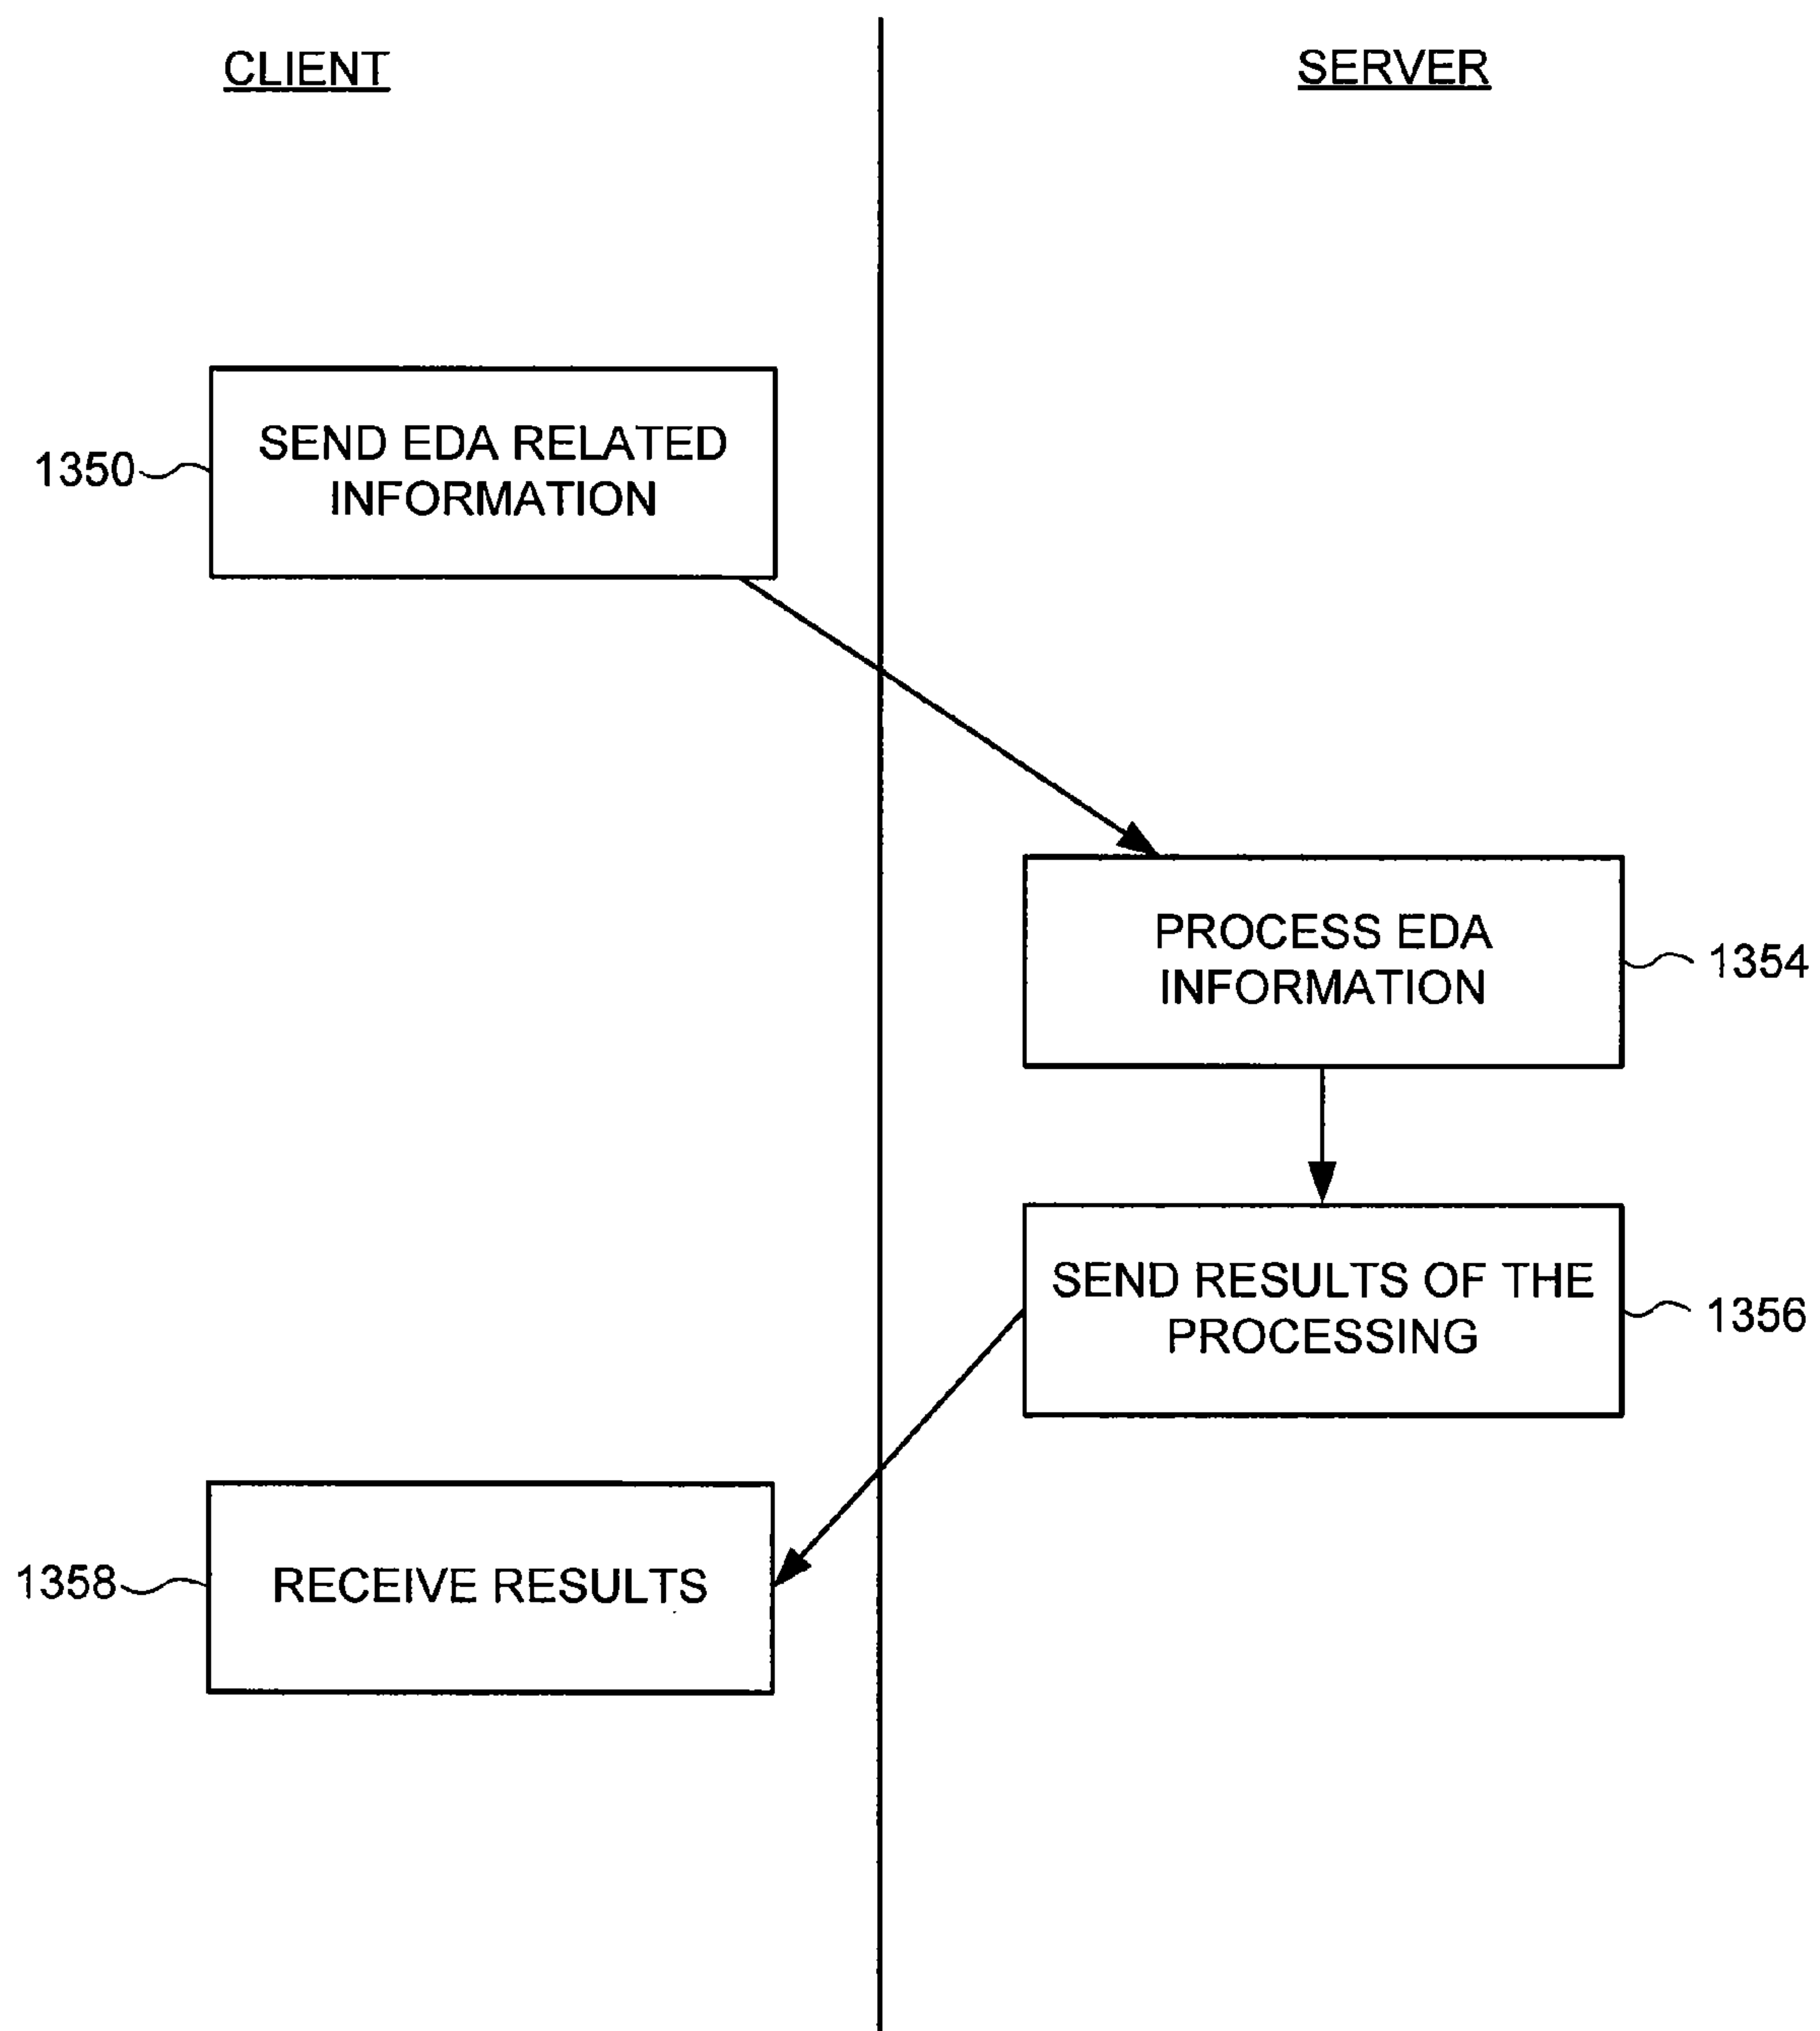 CLIENT
SERVER
1350
SEND EDA RELATED
INFORMATION
PROCESS EDA
INFORMATION
1354
SEND RESULTS OF THE
PROCESSING
1356
1358
RECEIVE RESULTS